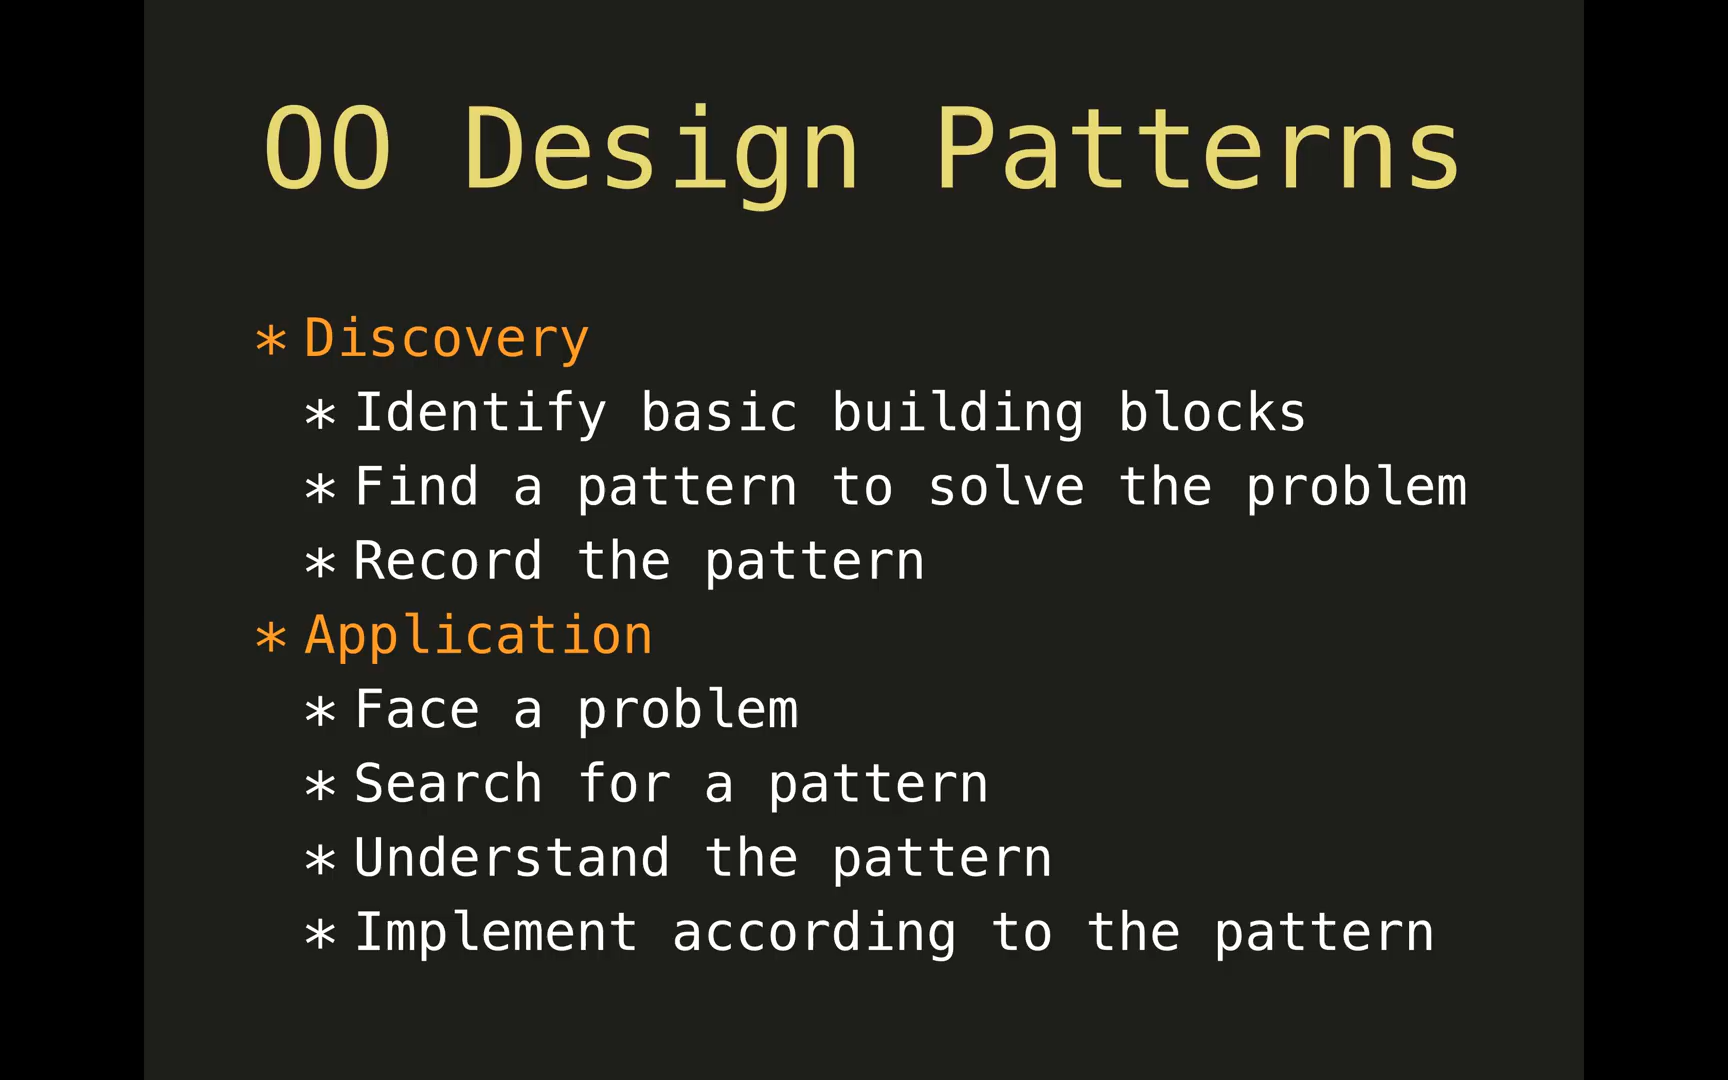 OO Design Patterns
* Discovery
* Identify basic building blocks
* Find a pattern to solve the problem
* Record the pattern
* Application
* Face a problem
* Search for a pattern
* Understand the pattern
* Implement according to the pattern